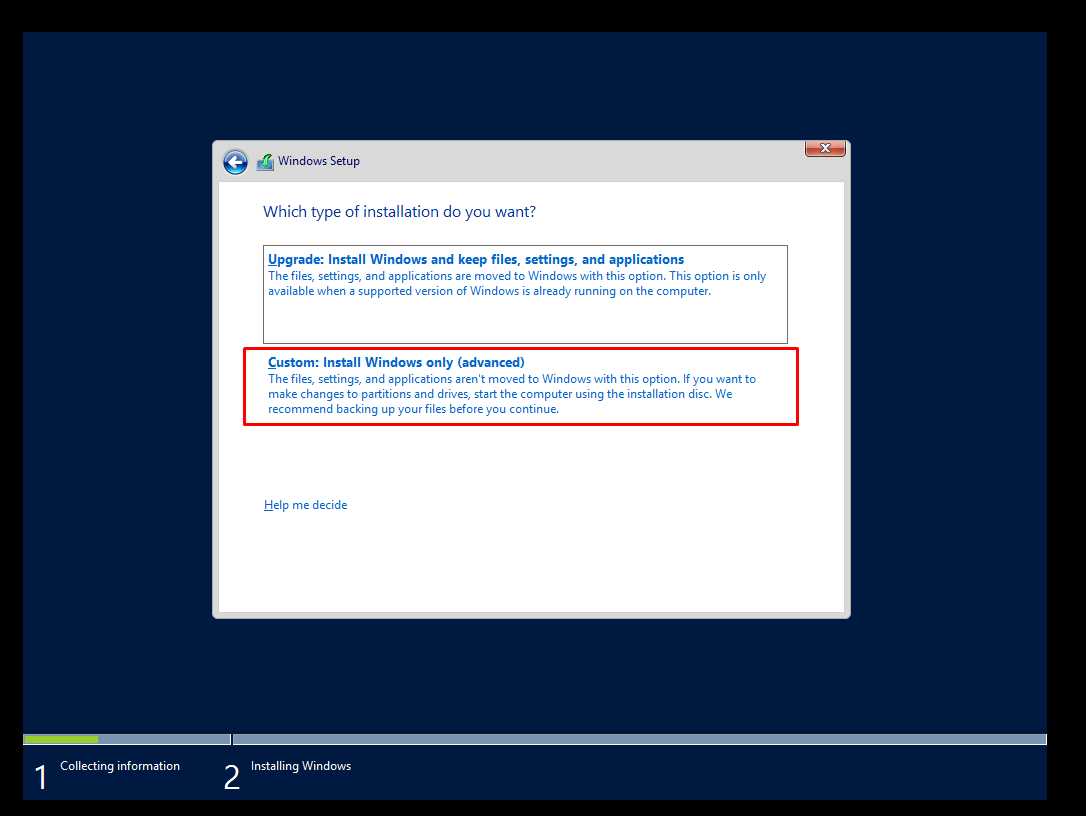 Windows Setup
Which type of installation do you want?
Upgrade: Install Windows and keep files, settings, and applications
The files, settings, and applications are moved to Windows with this option. This option is only
available when a supported version of Windows is already running on the computer.
Custom: Install Windows only (advanced)
The files, settings, and applications aren't moved to Windows with this option. If you want to
make changes to partitions and drives, start the computer using the installation disc. We
recommend backing up your files before you continue.
Help me decide
1 Collecting information
2 Installing Windows